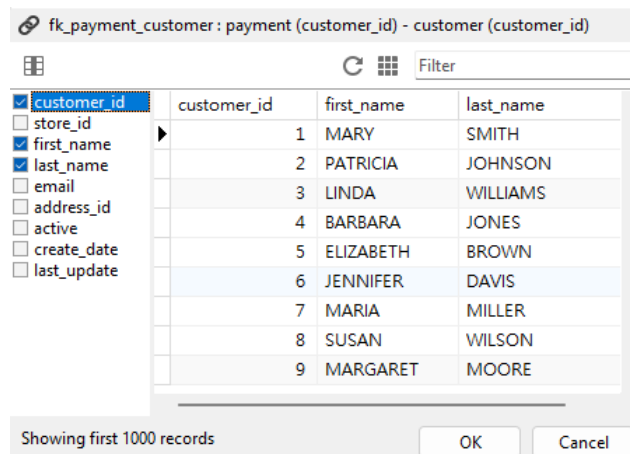 fk_payment_customer : payment (customer_id) - customer (customer_id)
Filter
customer_id
store_id
first_name
last_name
email
address_id
active
create_date
last_update
customer_id first_name last_name
1 MARY SMITH
2 PATRICIA JOHNSON
3 LINDA WILLIAMS
4 BARBARA JONES
5 ELIZABETH BROWN
6 JENNIFER DAVIS
7 MARIA MILLER
8 SUSAN WILSON
9 MARGARET MOORE
Showing first 1000 records
OK Cancel